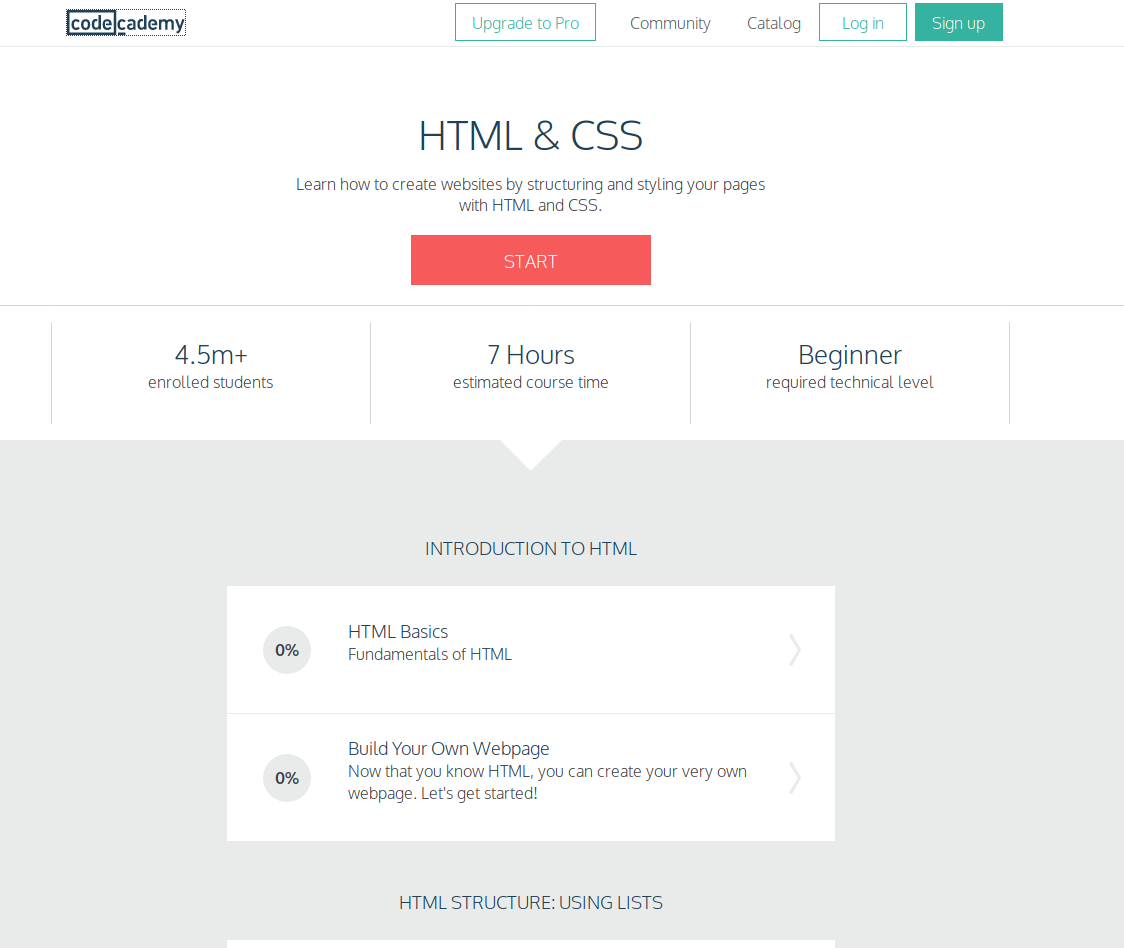 codecademy
Upgrade to Pro
Community
Catalog
Log in
Sign up
HTML & CSS
Learn how to create websites by structuring and styling your pages
with HTML and CSS.
START
4.5m+
enrolled students
7 Hours
estimated course time
Beginner
required technical level
INTRODUCTION TO HTML
0%
HTML Basics
Fundamentals of HTML
0%
Build Your Own Webpage
Now that you know HTML, you can create your very own
webpage. Let's get started!
HTML STRUCTURE: USING LISTS